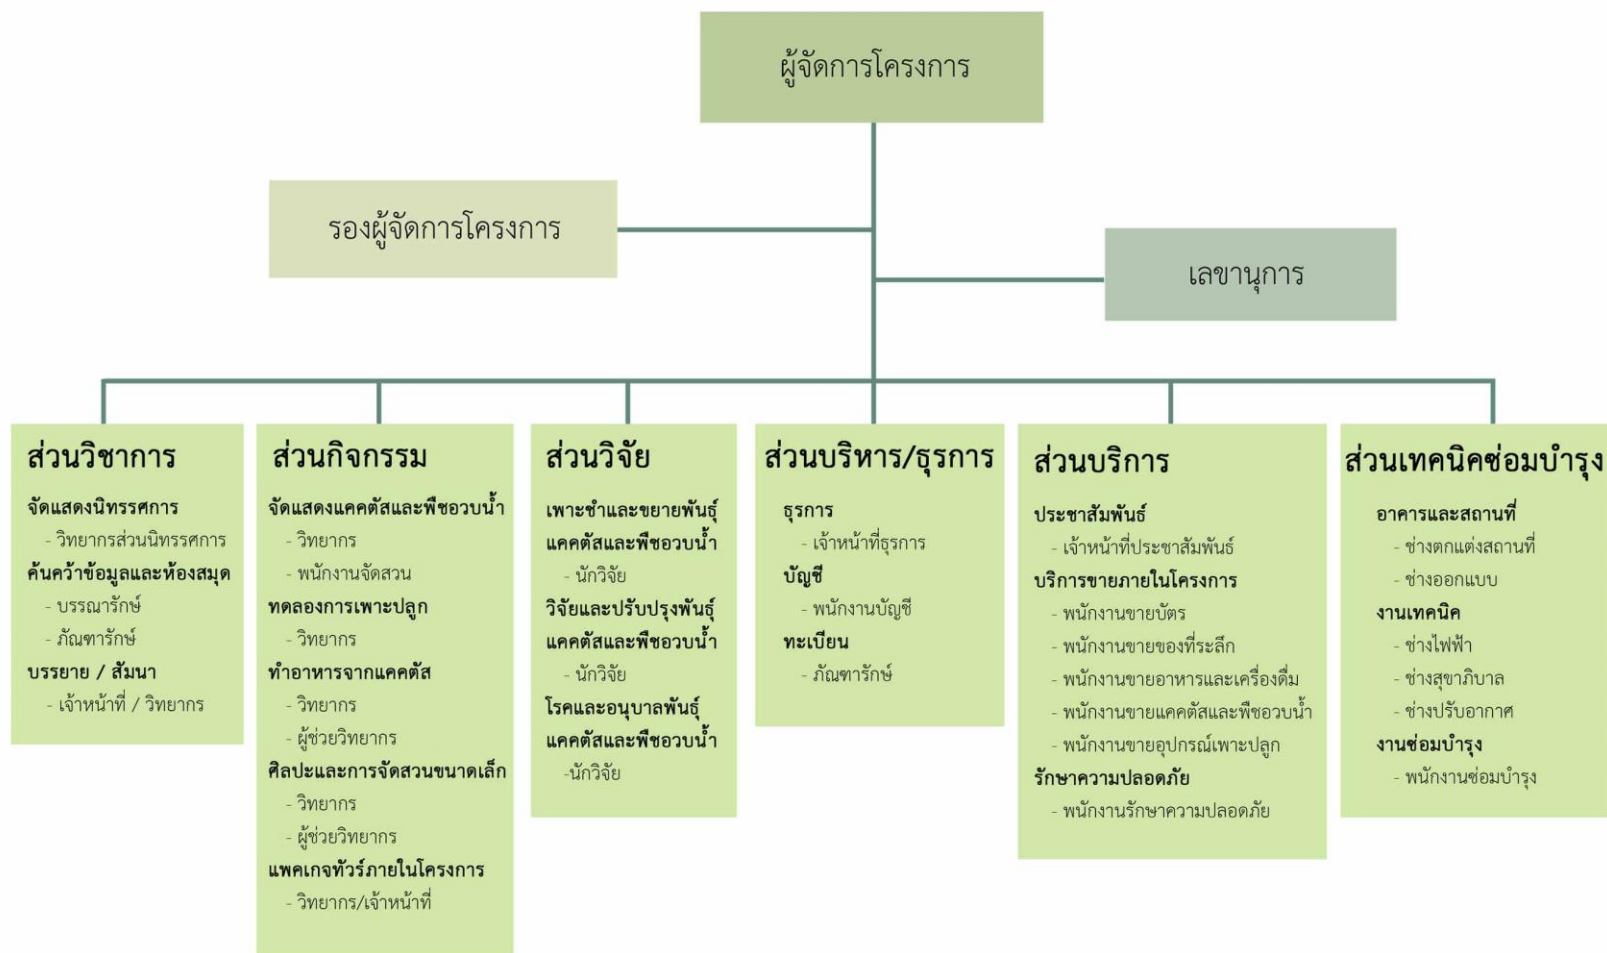 ผู้จัดการโครงการ
รองผู้จัดการโครงการ
เลขานุการ
ส่วนวิชาการ
จัดแสดงนิทรรศการ
- วิทยากรส่วนนิทรรศการ
ค้นคว้าข้อมูลและห้องสมุด
- บรรณารักษ์
- ภัณฑารักษ์
บรรยาย / สัมนา
- เจ้าหน้าที่ / วิทยากร
ส่วนกิจกรรม
จัดแสดงแคคตัสและพืชอวบน้ำ
- วิทยากร
- พนักงานจัดสวน
ทดลองการเพาะปลูก
- วิทยากร
ทำอาหารจากแคคตัส
- วิทยากร
- ผู้ช่วยวิทยากร
ศิลปะและการจัดสวนขนาดเล็ก
- วิทยากร
- ผู้ช่วยวิทยากร
แพคเกจทัวร์ภายในโครงการ
- วิทยากร/เจ้าหน้าที่
ส่วนวิจัย
เพาะชำและขยายพันธุ์
แคคตัสและพืชอวบน้ำ
- นักวิจัย
วิจัยและปรับปรุงพันธุ์
แคคตัสและพืชอวบน้ำ
- นักวิจัย
โรคและอนุบาลพันธุ์
แคคตัสและพืชอวบน้ำ
-นักวิจัย
ส่วนบริหาร/ธุรการ
ธุรการ
- เจ้าหน้าที่ธุรการ
บัญชี
- พนักงานบัญชี
ทะเบียน
- ภัณฑารักษ์
ส่วนบริการ
ประชาสัมพันธ์
- เจ้าหน้าที่ประชาสัมพันธ์
บริการขายภายในโครงการ
- พนักงานขายบัตร
- พนักงานขายของที่ระลึก
- พนักงานขายอาหารและเครื่องดื่ม
- พนักงานขายแคคตัสและพืชอวบน้ำ
- พนักงานขายอุปกรณ์เพาะปลูก
รักษาความปลอดภัย
- พนักงานรักษาความปลอดภัย
ส่วนเทคนิคซ่อมบำรุง
อาคารและสถานที่
- ช่างตกแต่งสถานที่
- ช่างออกแบบ
งานเทคนิค
- ช่างไฟฟ้า
- ช่างสุขาภิบาล
- ช่างปรับอากาศ
งานซ่อมบำรุง
- พนักงานซ่อมบำรุง